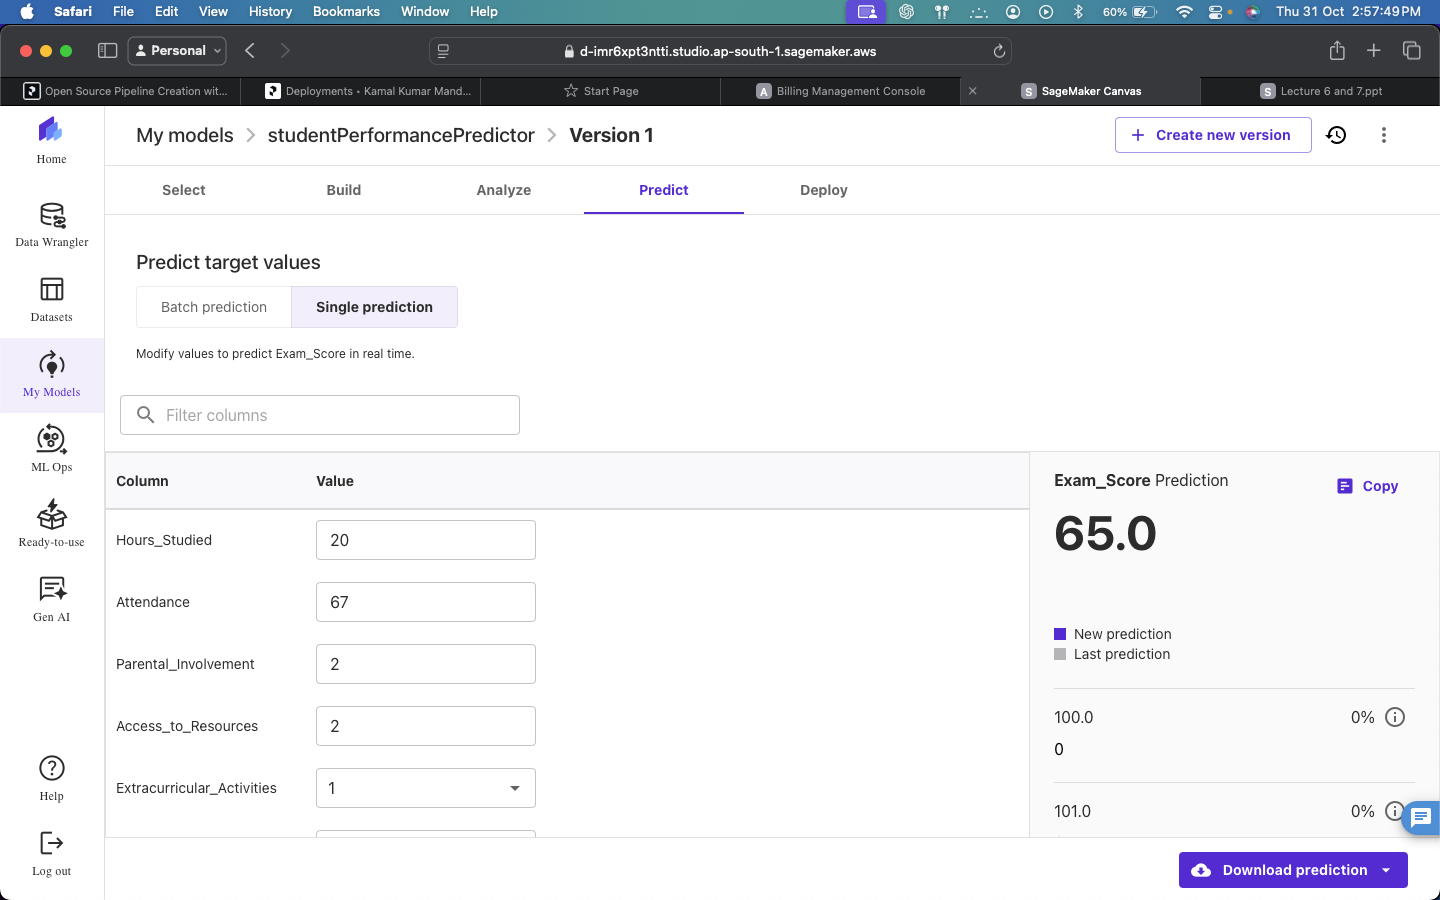 Safari File Edit View History Bookmarks Window Help 60% Thu 31 Oct 2:57:49 PM
Personal d-imr6xpt3ntti.studio.ap-south-1.sagemaker.aws
Open Source Pipeline Creation wit... Deployments • Kamal Kumar Mand... Start Page A Billing Management Console S SageMaker Canvas S Lecture 6 and 7.ppt
Home
Data Wrangler
Datasets
My Models
ML Ops
Ready-to-use
Gen AI
Help
Log out
My models > studentPerformancePredictor > Version 1
+ Create new version
Select Build Analyze Predict Deploy
Predict target values
Batch prediction Single prediction
Modify values to predict Exam_Score in real time.
Filter columns
Column Value
Hours_Studied 20
Attendance 67
Parental_Involvement 2
Access_to_Resources 2
Extracurricular_Activities 1
Exam_Score Prediction
Copy
65.0
New prediction
Last prediction
100.0 0%
0
101.0 0%
Download prediction